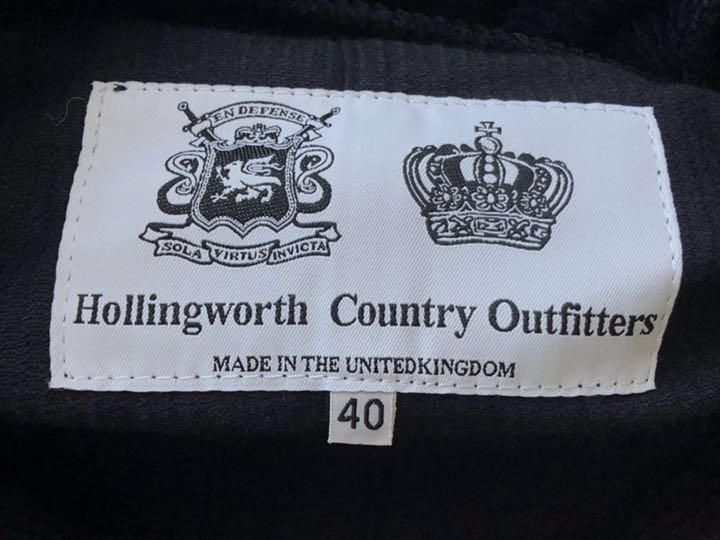 EN DEFENSE
SOLA VIRTUS INVICTA
Hollingworth Country Outfitters
MADE IN THE UNITEDKINGDOM
40